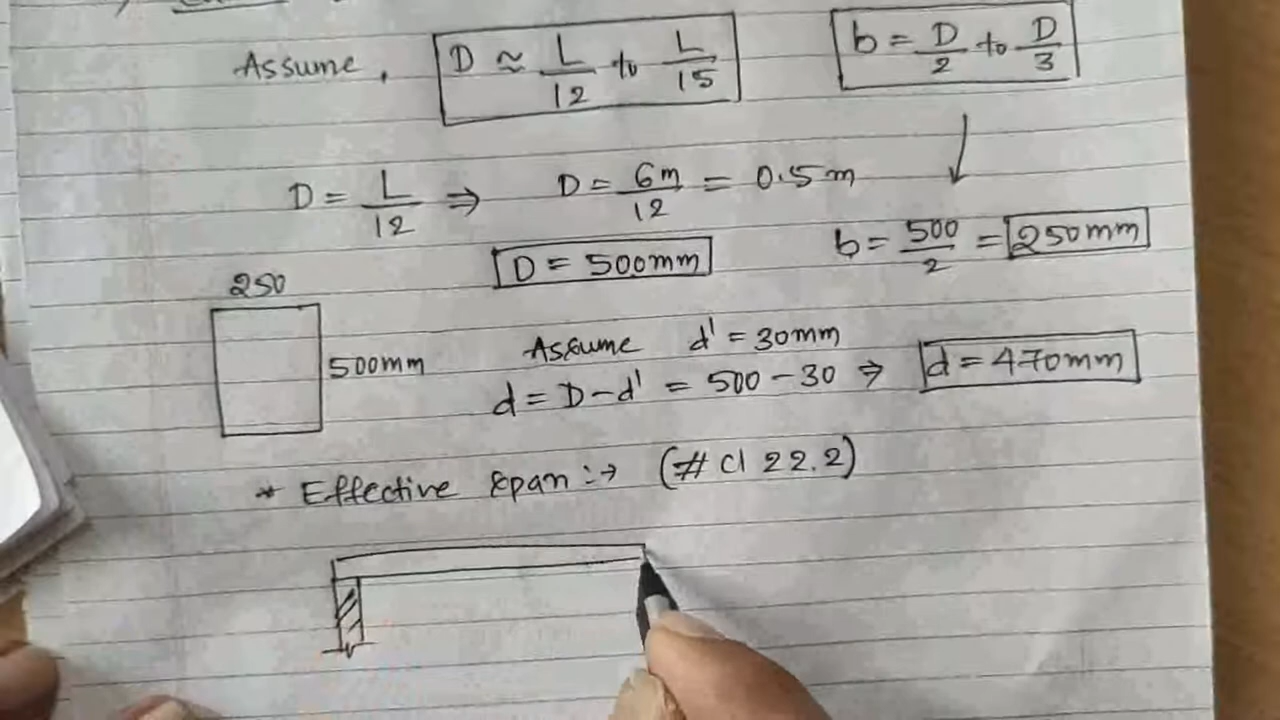 Assume, D ≈ L/12 to L/15 b = D/2 to D/3
D = L/12 ⇒ D = 6m/12 = 0.5m
b = 500/2 = 250mm
D = 500mm
250
500mm
Assume d' = 30mm
d = D-d' = 500-30 ⇒ d = 470mm
* Effective span :→ (# cl 22.2)